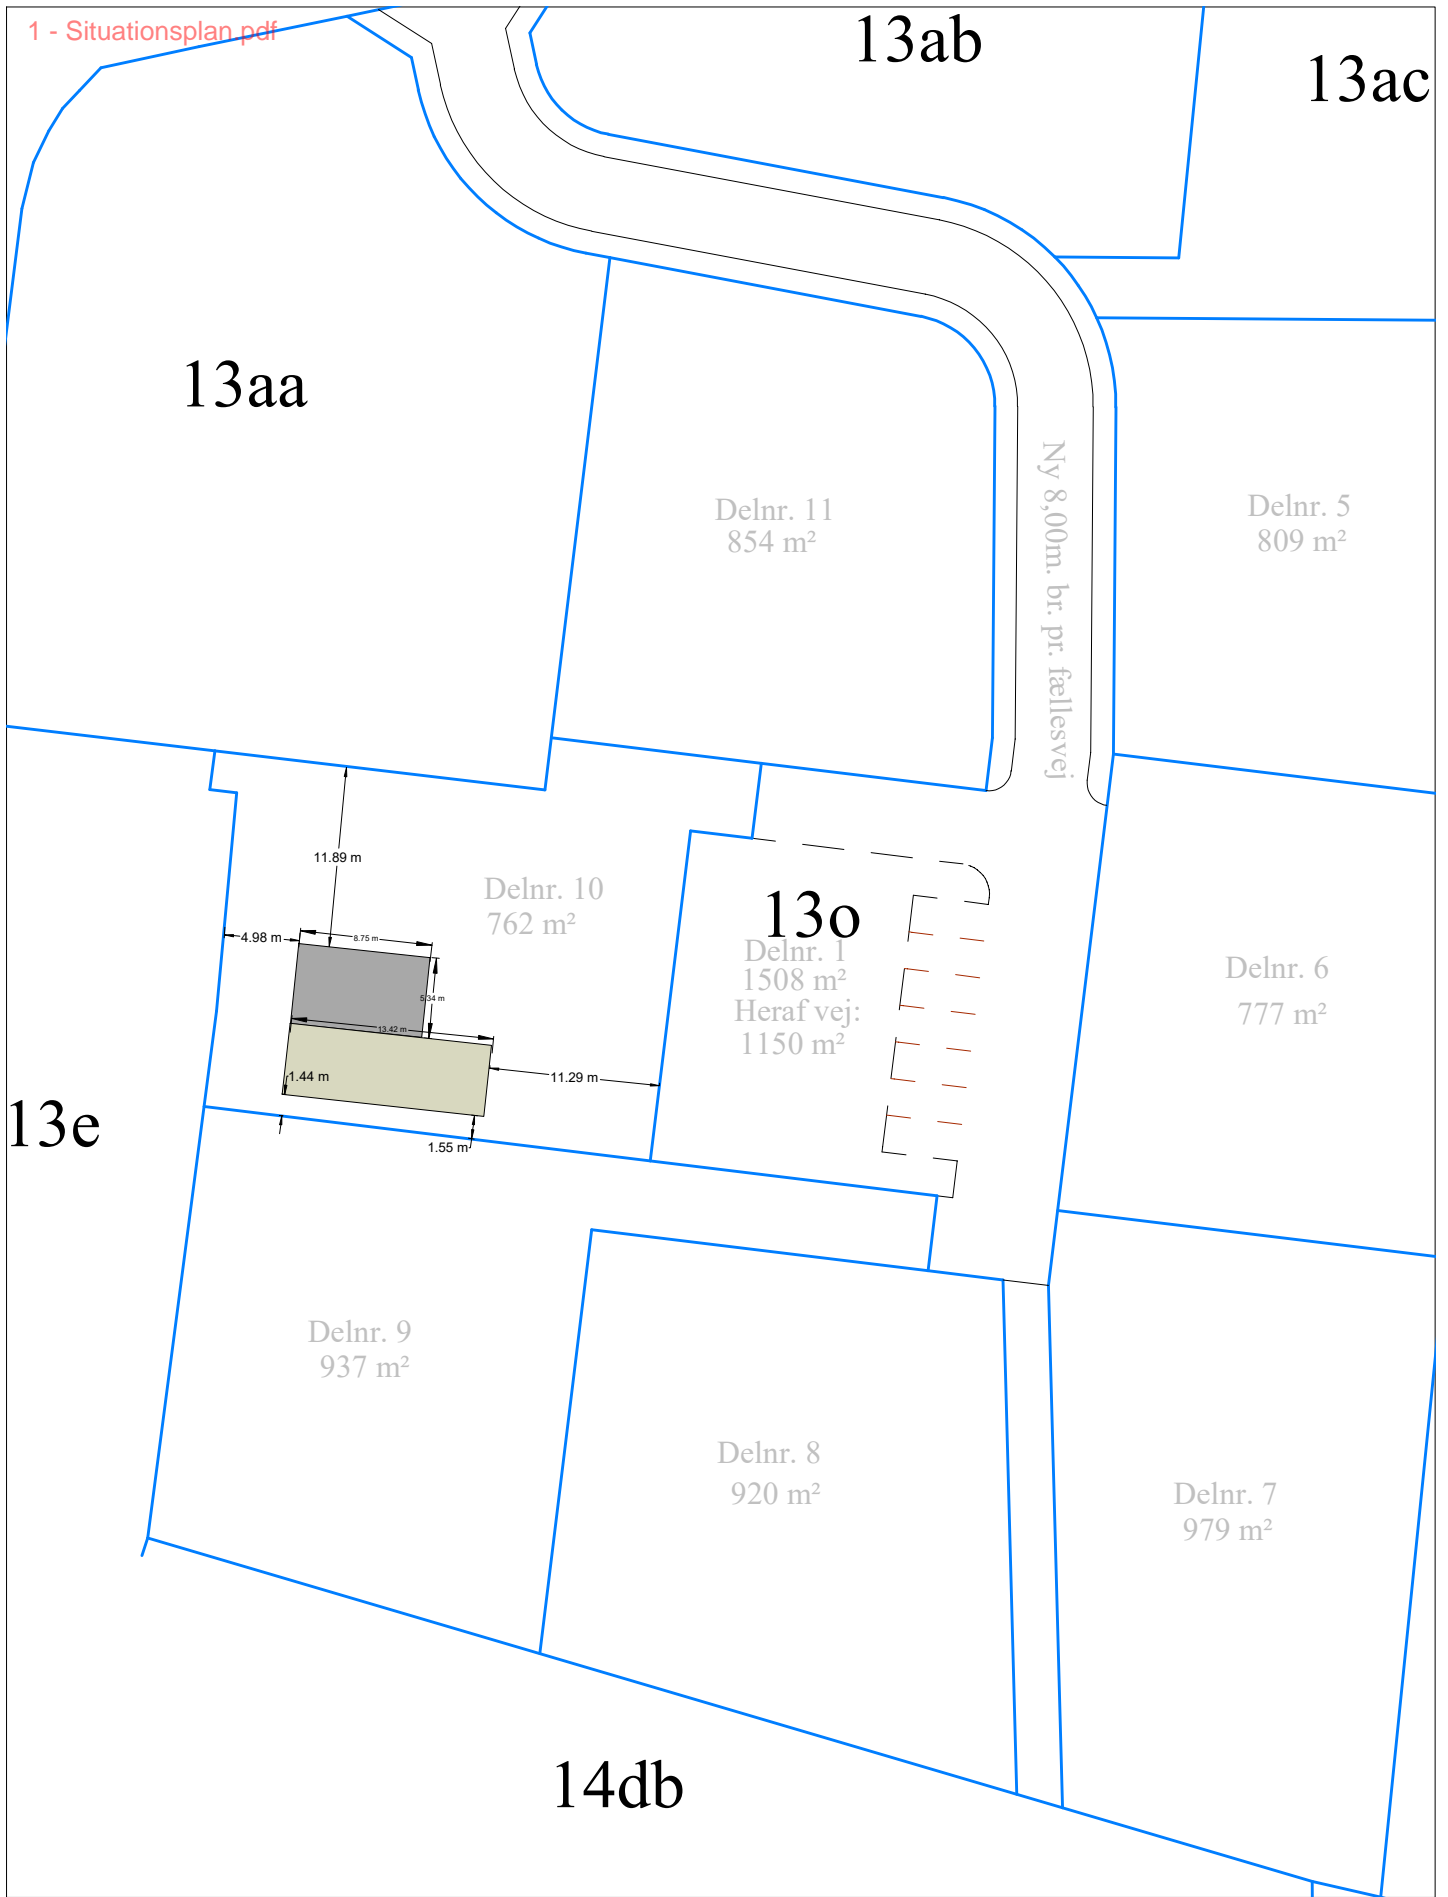 1 - Situationsplan.pdf
13ab
13ac
13aa
Ny 8,00m. br. pr. fællesvej
Delnr. 11
854 m²
Delnr. 5
809 m²
11.89 m
Delnr. 10
762 m²
4.98 m
8.75 m
5.34 m
13.42 m
1.44 m
11.29 m
1.55 m
13o
Delnr. 1
1508 m²
Heraf vej:
1150 m²
Delnr. 6
777 m²
13e
Delnr. 9
937 m²
Delnr. 8
920 m²
Delnr. 7
979 m²
14db